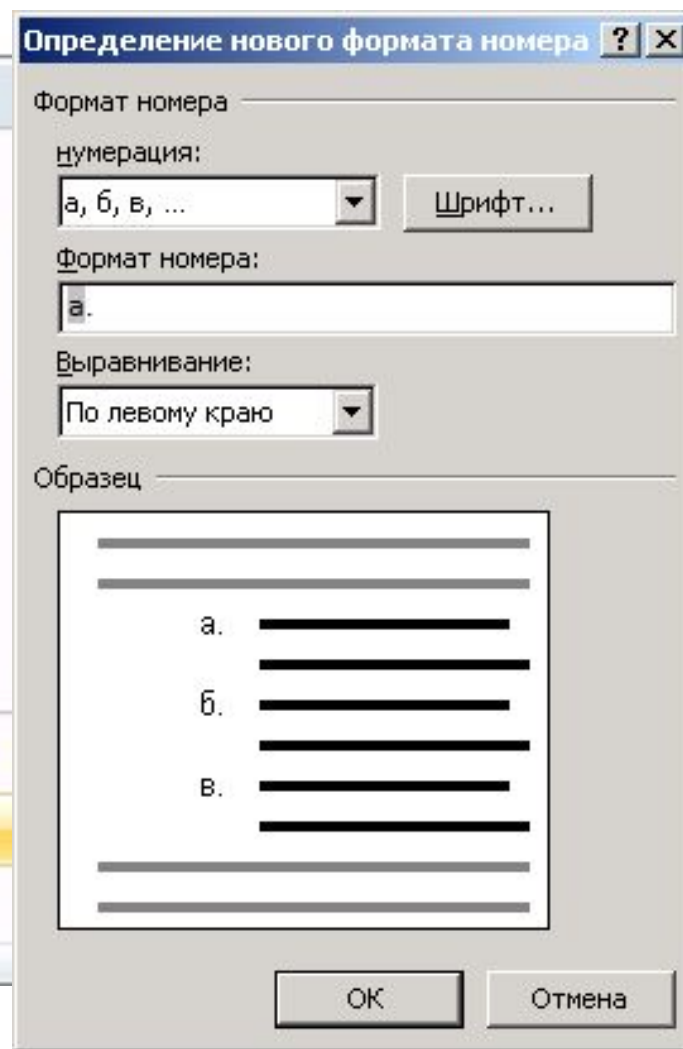 Определение нового формата номера
Формат номера
нумерация:
а, б, в, ...
Шрифт...
Формат номера:
а.
Выравнивание:
По левому краю
Образец
а.
б.
в.
ОК
Отмена